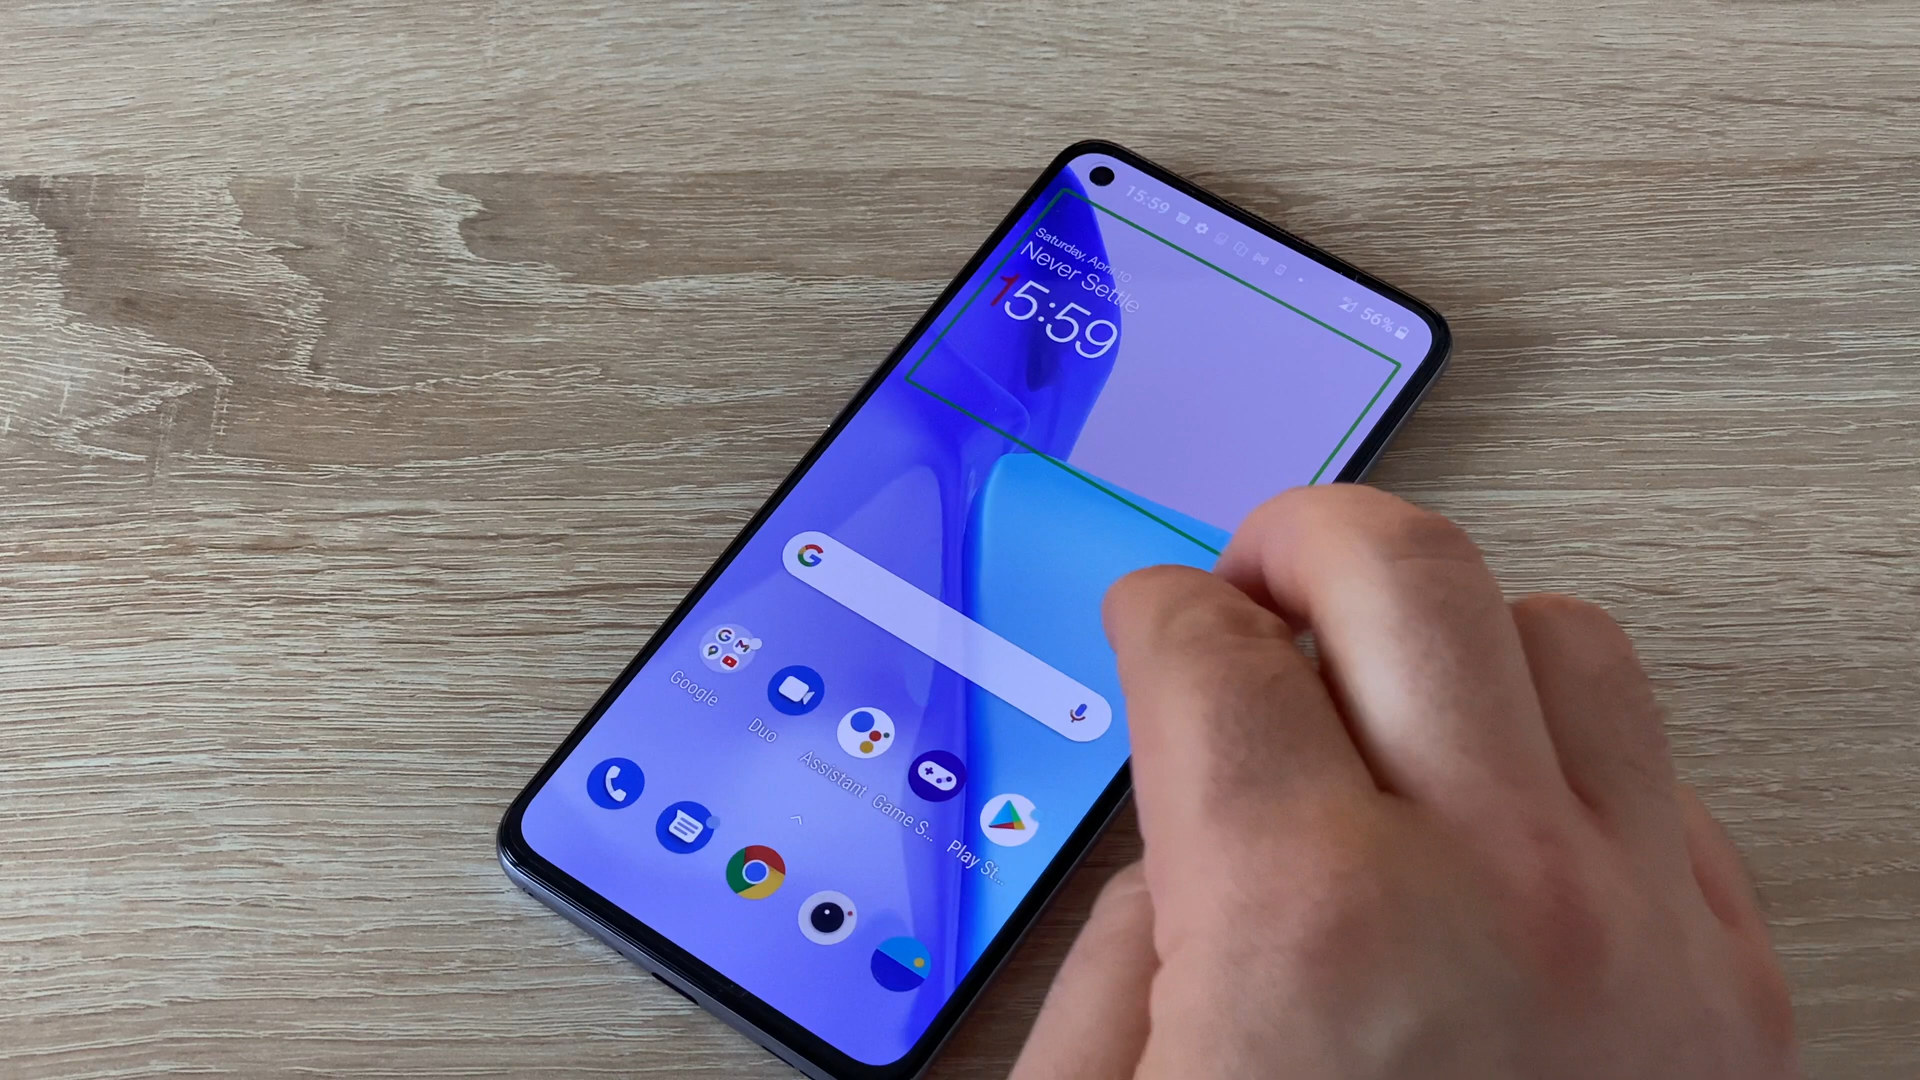 15:59
56%
Saturday, April 10
Never Settle
15:59
Google
Duo
Assistant
Game S...
Play St...